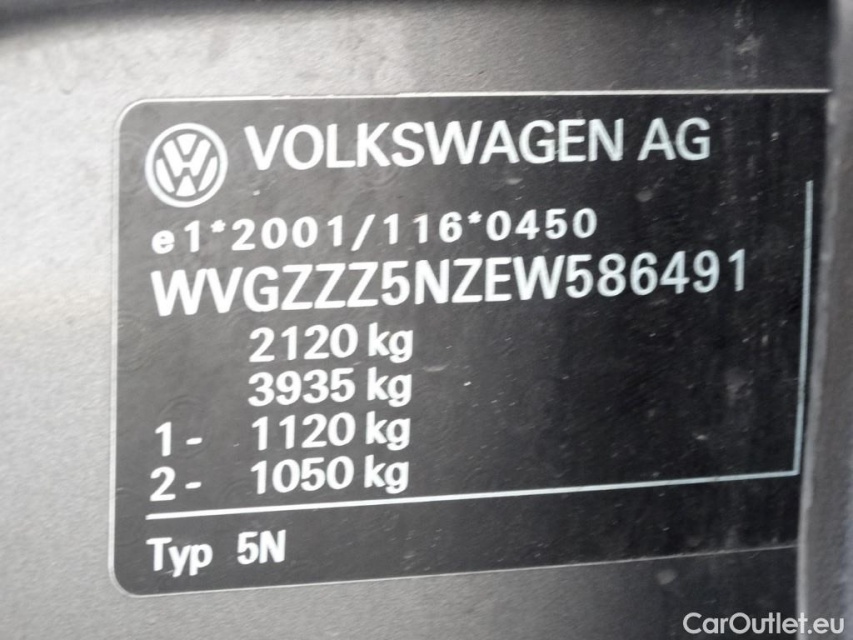 VOLKSWAGEN AG
e1*2001/116*0450
WVGZZZ5NZEW586491
2120 kg
3935 kg
1- 1120 kg
2- 1050 kg
Typ 5N
CarOutlet.eu